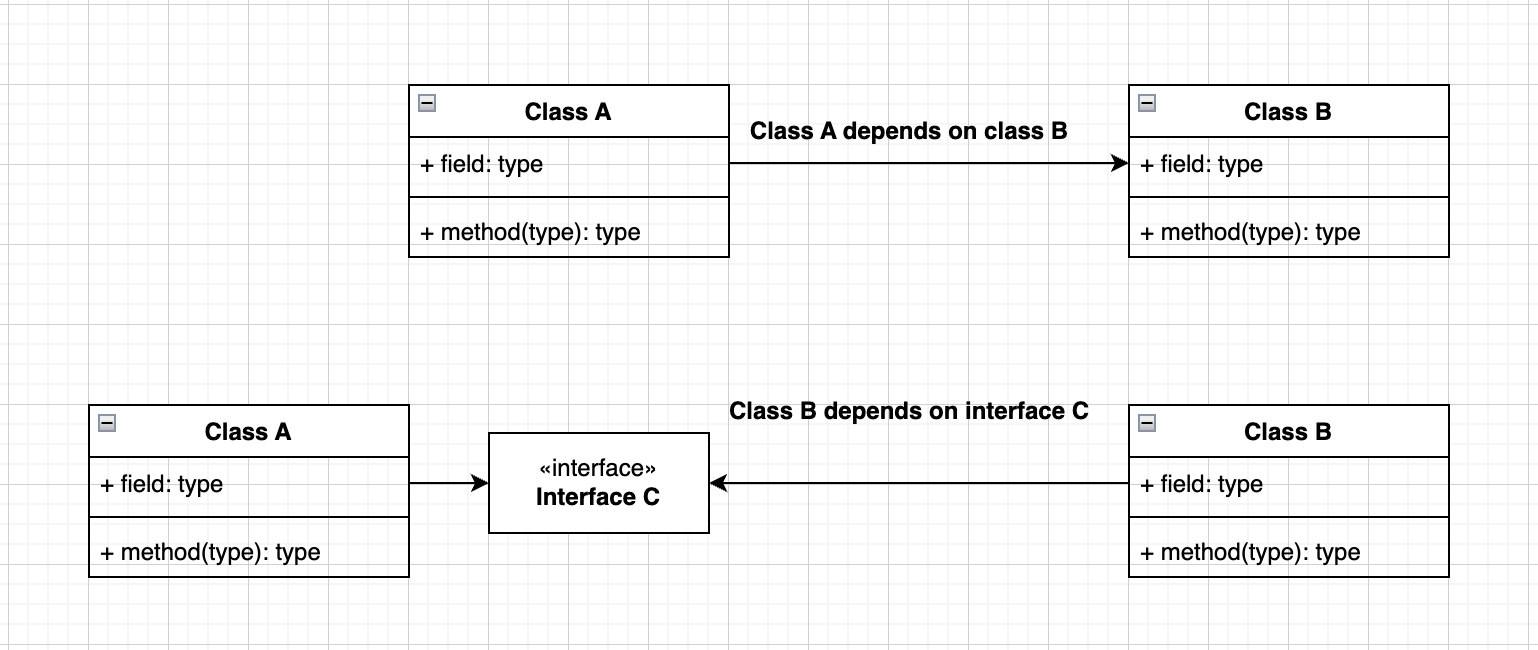 Class A
+ field: type
+ method(type): type
Class A depends on class B
Class B
+ field: type
+ method(type): type
Class A
+ field: type
+ method(type): type
«interface»
Interface C
Class B depends on interface C
Class B
+ field: type
+ method(type): type